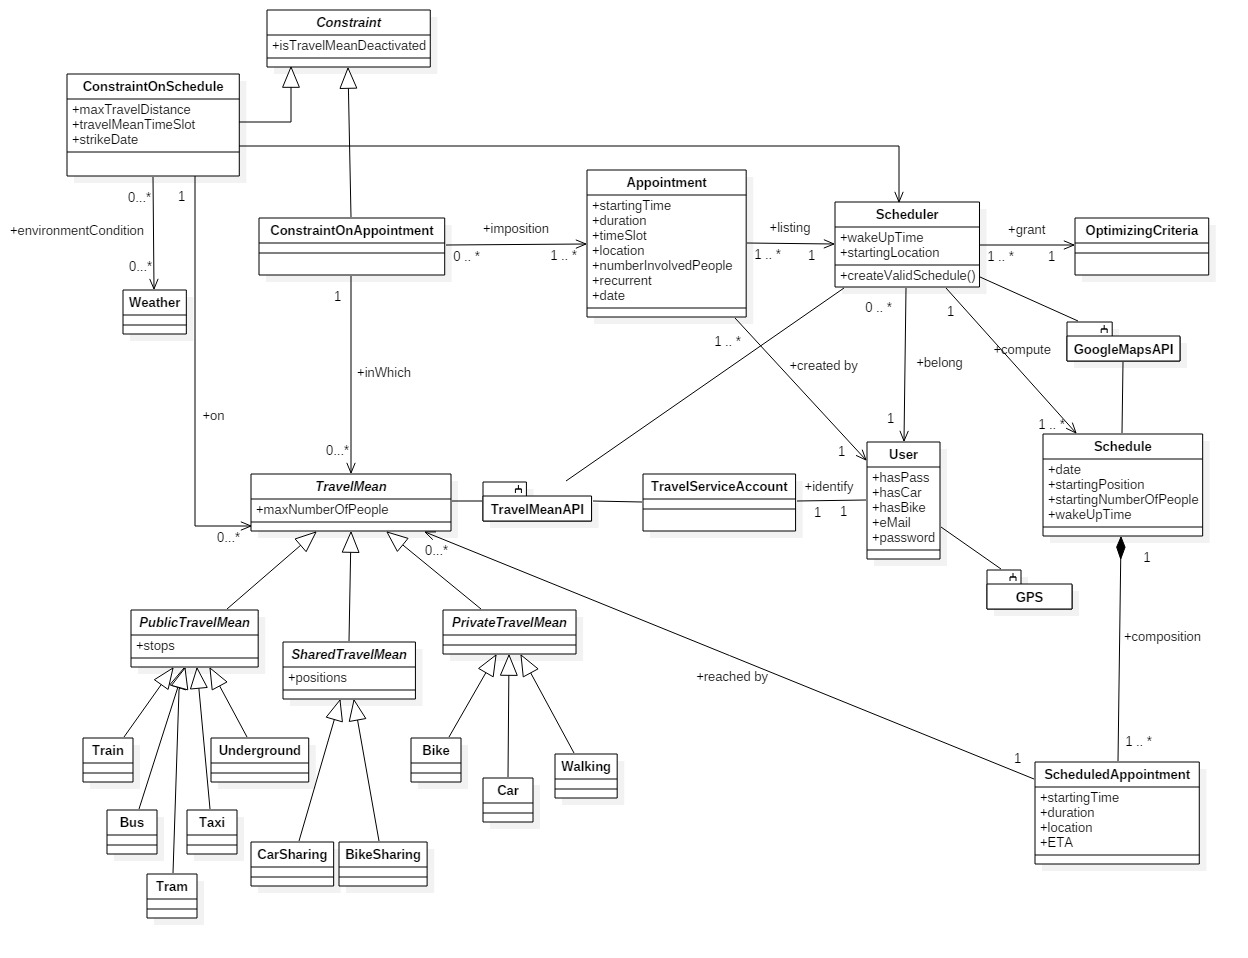 Constraint
+isTravelMeanDeactivated
ConstraintOnSchedule
+maxTravelDistance
+travelMeanTimeSlot
+strikeDate
0...*
1
+environmentCondition
0...*
Weather
ConstraintOnAppointment
+imposition
0 .. *
1 .. *
1
Appointment
+startingTime
+duration
+timeSlot
+location
+numberInvolvedPeople
+recurrent
+date
+listing
1 .. *
1
Scheduler
+wakeUpTime
+startingLocation
+createValidSchedule()
+grant
1 .. *
1
OptimizingCriteria
0 .. *
1
1 .. *
+created by
+belong
+compute
GoogleMapsAPI
+inWhich
+on
0...*
1
1
1 .. *
TravelMean
+maxNumberOfPeople
0...*
0...*
TravelMeanAPI
TravelServiceAccount
+identify
1
1
User
+hasPass
+hasCar
+hasBike
+eMail
+password
Schedule
+date
+startingPosition
+startingNumberOfPeople
+wakeUpTime
1
GPS
PublicTravelMean
+stops
SharedTravelMean
+positions
PrivateTravelMean
+composition
+reached by
Train
Underground
Bike
Walking
Car
Bus
Taxi
Tram
CarSharing
BikeSharing
1
1 .. *
ScheduledAppointment
+startingTime
+duration
+location
+ETA